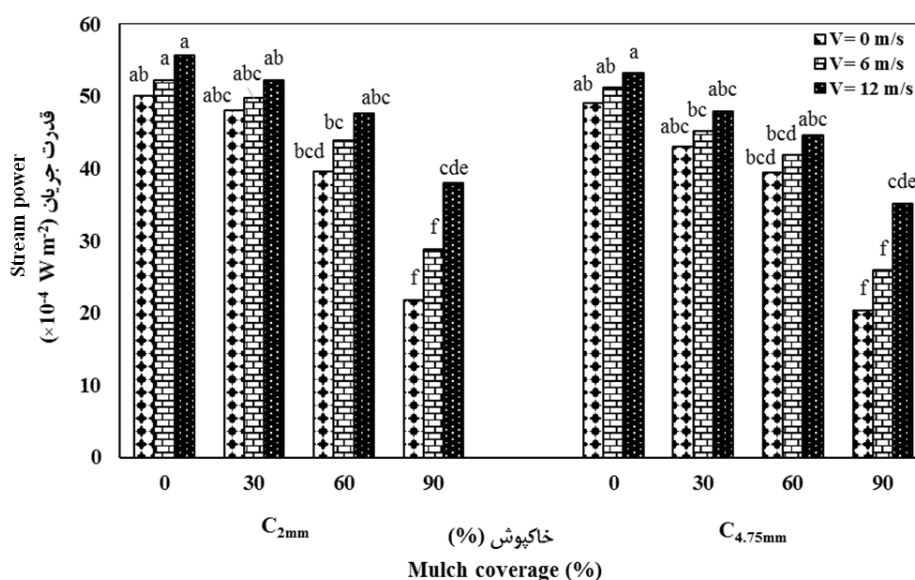 60
50
40
30
20
10
0
Stream power
قدرت جریان (×10⁻⁴ W m⁻²)
V= 0 m/s
V= 6 m/s
V= 12 m/s
ab a a
abc abc ab
bcd bc abc
f f cde
ab ab a
abc bc abc
bcd bcd abc
f f cde
0 30 60 90 0 30 60 90
C₂mm خاکپوش (%) C₄.₇₅mm
Mulch coverage (%)